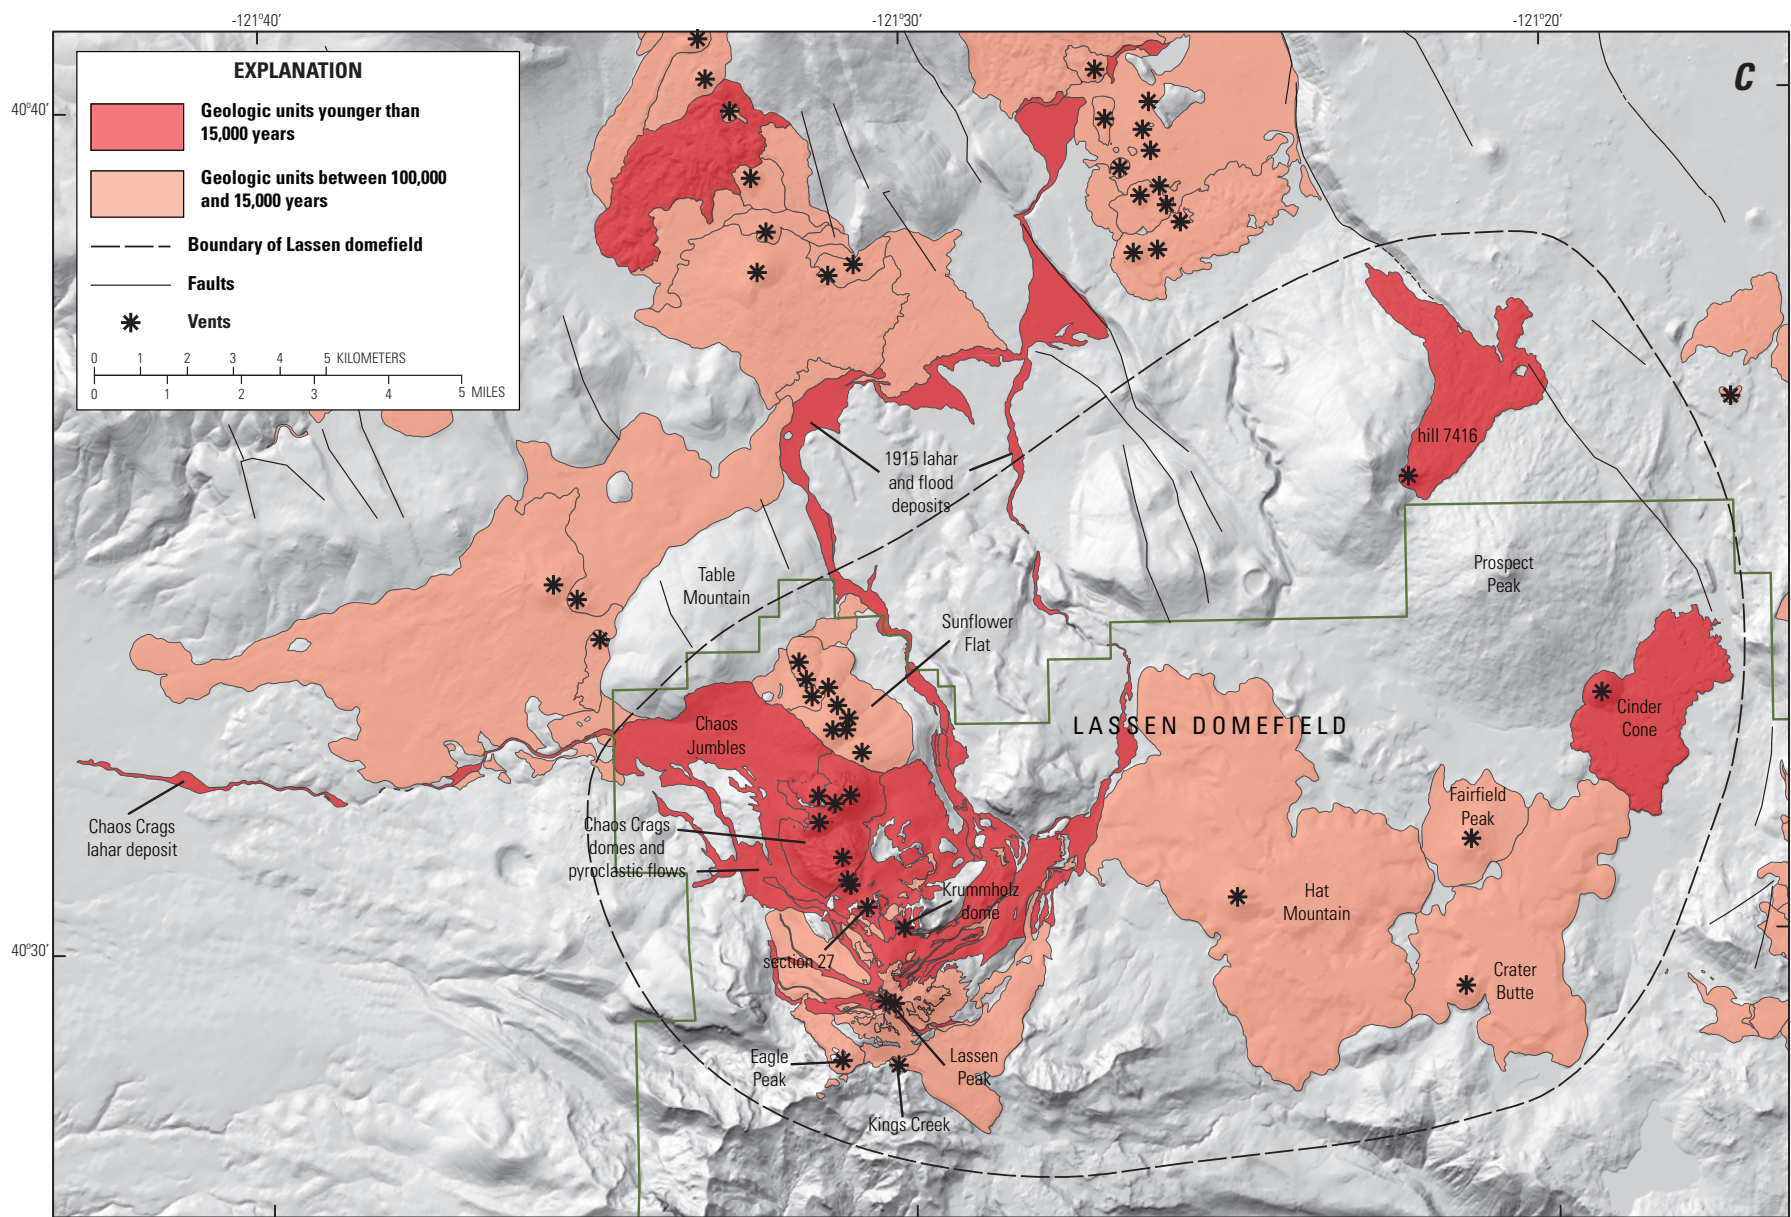 -121°40'
-121°30'
-121°20'
40°40'
40°30'
C
EXPLANATION
Geologic units younger than
15,000 years
Geologic units between 100,000
and 15,000 years
Boundary of Lassen domefield
Faults
Vents
0 1 2 3 4 5 KILOMETERS
0 1 2 3 4 5 MILES
hill 7416
1915 lahar
and flood
deposits
Table
Mountain
Prospect
Peak
Sunflower
Flat
Chaos
Jumbles
LASSEN DOMEFIELD
Cinder
Cone
Chaos Crags
lahar deposit
Chaos Crags
domes and
pyroclastic flows
Fairfield
Peak
Krummholz
dome
Hat
Mountain
section 27
Crater
Butte
Eagle
Peak
Lassen
Peak
Kings Creek